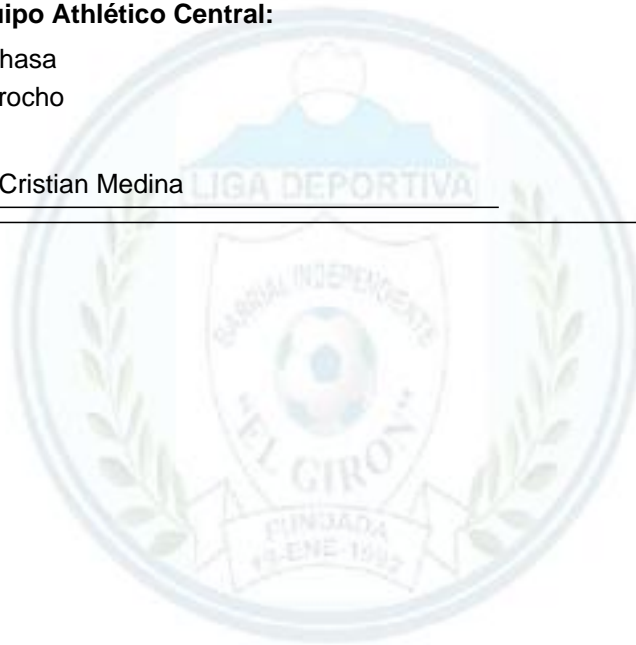 uipo Athlético Central:
hasa
rocho
Cristian Medina
LIGA DEPORTIVA
BARRIAL INDEPENDIENTE
"EL GIRON"
FUNDADA